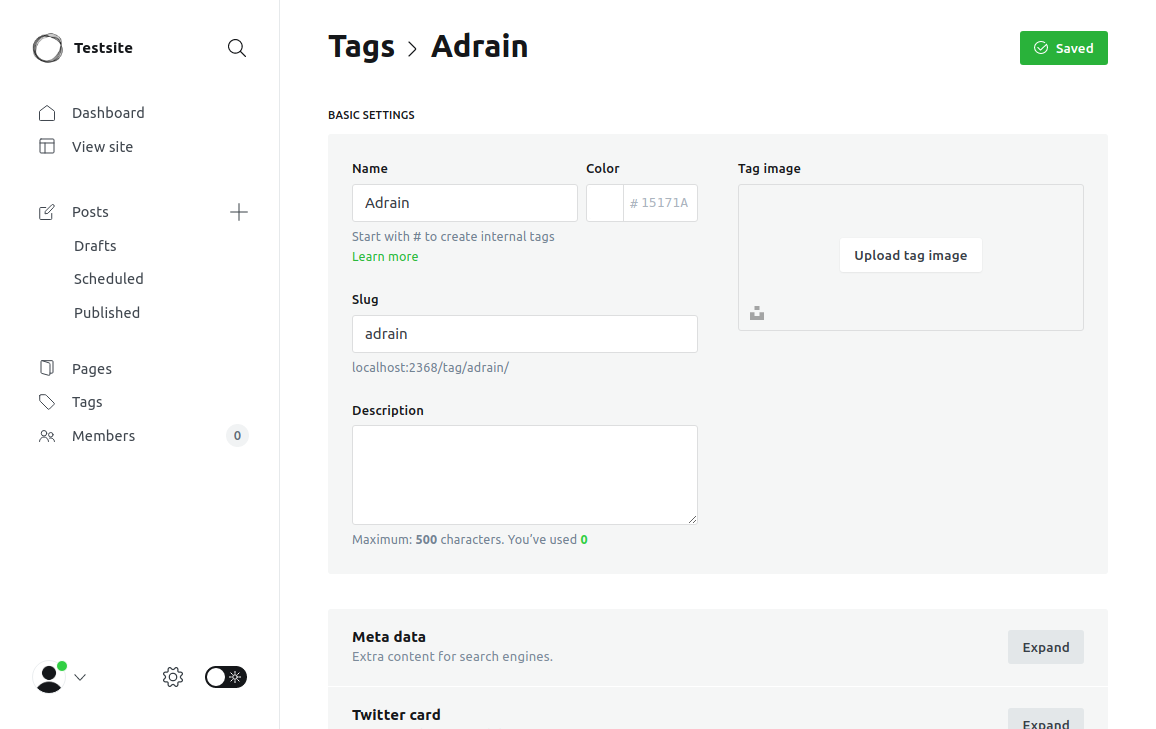 Testsite
Dashboard
View site
Posts
Drafts
Scheduled
Published
Pages
Tags
Members 0
Tags > Adrain
Saved
BASIC SETTINGS
Name
Adrain
Color
# 15171A
Start with # to create internal tags
Learn more
Slug
adrain
localhost:2368/tag/adrain/
Description
Maximum: 500 characters. You’ve used 0
Tag image
Upload tag image
Meta data
Extra content for search engines.
Expand
Twitter card
Expand